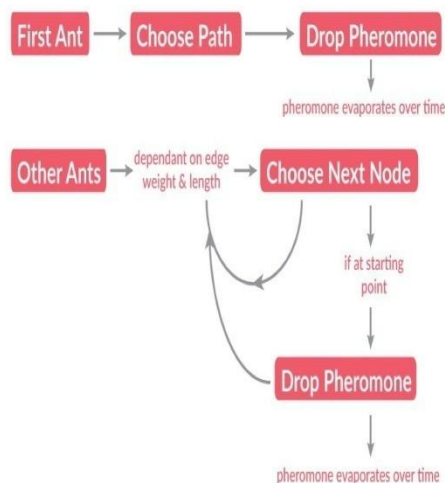 First Ant
Choose Path
Drop Pheromone
pheromone evaporates over time
Other Ants
dependant on edge
weight & length
Choose Next Node
if at starting
point
Drop Pheromone
pheromone evaporates over time